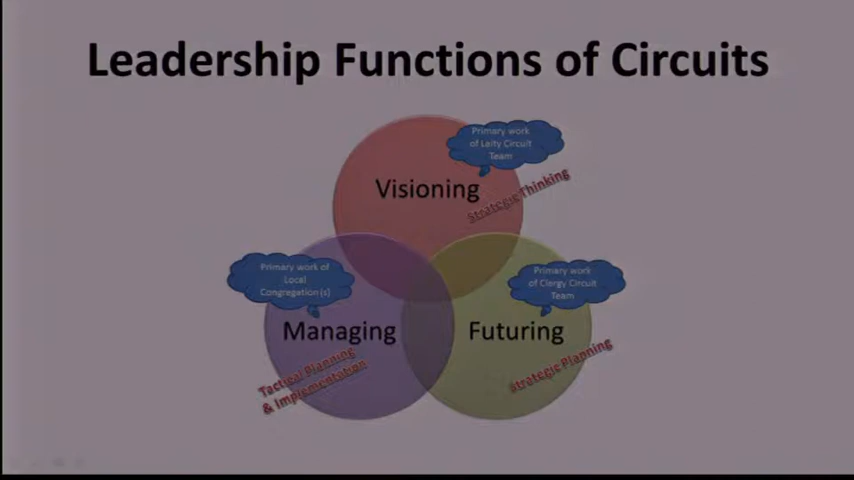 Leadership Functions of Circuits
Primary work
of Laity Circuit
Team
Visioning
Strategic Thinking
Primary work of
Local
Congregation(s)
Primary work
of Clergy Circuit
Team
Managing
Futuring
Tactical Planning
& Implementation
Strategic Planning